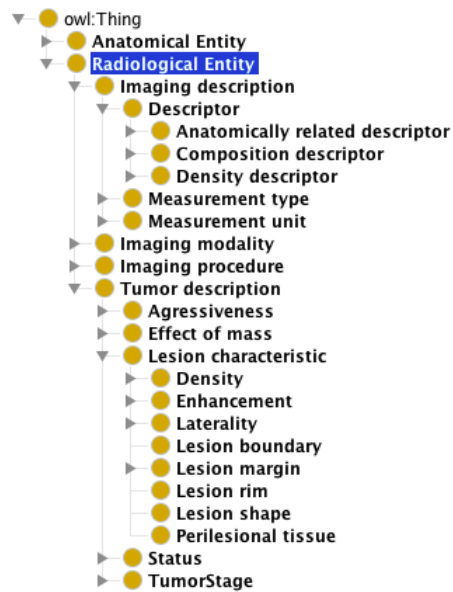 owl:Thing
Anatomical Entity
Radiological Entity
Imaging description
Descriptor
Anatomically related descriptor
Composition descriptor
Density descriptor
Measurement type
Measurement unit
Imaging modality
Imaging procedure
Tumor description
Agressiveness
Effect of mass
Lesion characteristic
Density
Enhancement
Laterality
Lesion boundary
Lesion margin
Lesion rim
Lesion shape
Perilesional tissue
Status
TumorStage